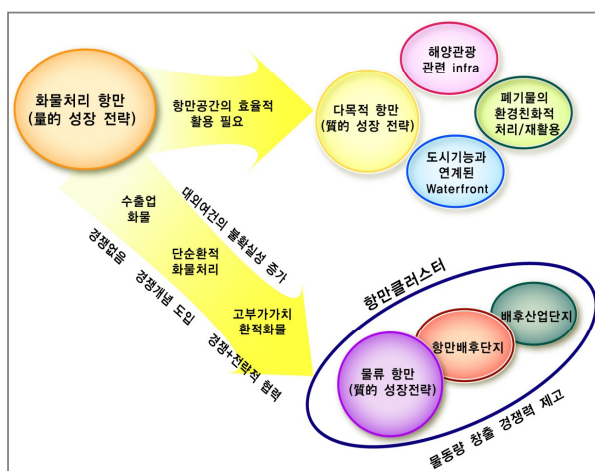 화물처리 항만
(量的 성장 전략)
항만공간의 효율적
활용 필요
다목적 항만
(質的 성장 전략)
해양관광
관련 infra
폐기물의
환경친화적
처리/재활용
도시기능과
연계된
Waterfront
수출업
화물
단순환적
화물처리
고부가가치
환적화물
대외여건의 불확실성 증가
경쟁없음
경쟁개념 도입
경쟁+전략적 협력
항만클러스터
물류 항만
(質的 성장전략)
항만배후단지
배후산업단지
물동량 창출 경쟁력 제고